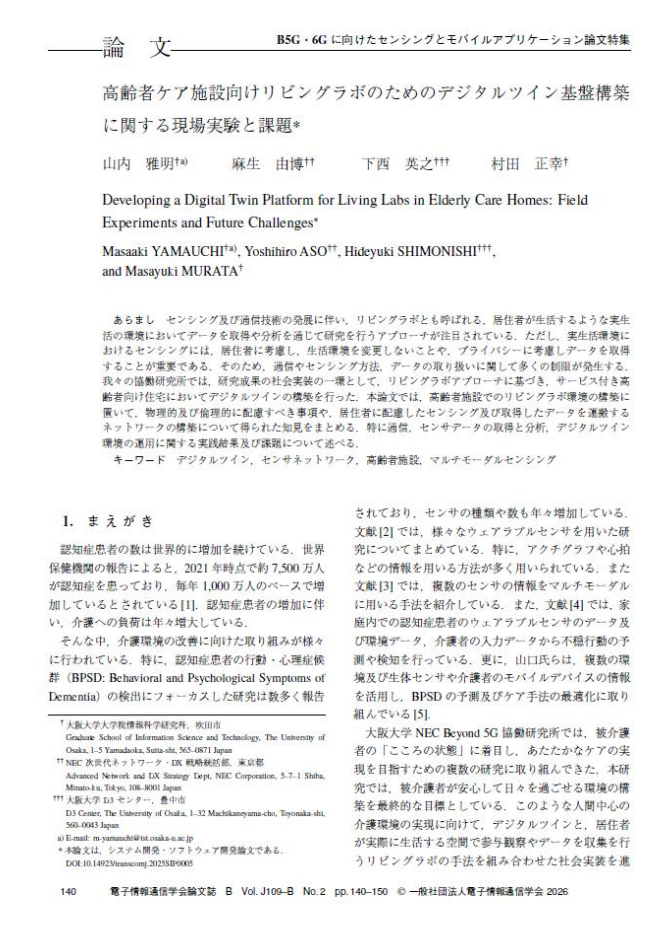 論文
B5G・6G に向けたセンシングとモバイルアプリケーション論文特集
高齢者ケア施設向けリビングラボのためのデジタルツイン基盤構築
に関する現場実験と課題*
山内 雅明†a) 麻生 由博†† 下西 英之††† 村田 正幸†
Developing a Digital Twin Platform for Living Labs in Elderly Care Homes: Field
Experiments and Future Challenges*
Masaaki YAMAUCHI†a), Yoshihiro ASO††, Hideyuki SHIMONISHI†††,
and Masayuki MURATA†
あらまし センシング及び通信技術の発展に伴い，リビングラボとも呼ばれる，居住者が生活するような実生
活の環境においてデータを取得や分析を通じて研究を行うアプローチが注目されている．ただし，実生活環境に
おけるセンシングには，居住者に考慮し，生活環境を変更しないことや，プライバシーに考慮しデータを取得
することが重要である．そのため，通信やセンシング方法，データの取り扱いに関して多くの制限が発生する．
我々の協働研究所では，研究成果の社会実装の一環として，リビングラボアプローチに基づき，サービス付き高
齢者向け住宅においてデジタルツインの構築を行った．本論文では，高齢者施設でのリビングラボ環境の構築に
置いて，物理的及び倫理的に配慮すべき事項や，居住者に配慮したセンシング及び取得したデータを運搬する
ネットワークの構築について得られた知見をまとめる．特に通信，センサデータの取得と分析，デジタルツイン
環境の運用に関する実践結果及び課題について述べる．
キーワード デジタルツイン，センサネットワーク，高齢者施設，マルチモーダルセンシング
1. まえがき
認知症患者の数は世界的に増加を続けている．世界
保健機関の報告によると，2021 年時点で約 7,500 万人
が認知症を患っており，毎年 1,000 万人のペースで増
加しているとされている [1]．認知症患者の増加に伴
い，介護への負荷は年々増大している．
そんな中，介護環境の改善に向けた取り組みが様々
に行われている．特に，認知症患者の行動・心理症候
群（BPSD: Behavioral and Psychological Symptoms of
Dementia）の検出にフォーカスした研究は数多く報告
† 大阪大学大学院情報科学研究科，吹田市
Graduate School of Information Science and Technology, The University of
Osaka, 1–5 Yamadaoka, Suita-shi, 565–0871 Japan
†† NEC 次世代ネットワーク・DX 戦略統括部，東京都
Advanced Network and DX Strategy Dept, NEC Corporation, 5–7–1 Shiba,
Minato-ku, Tokyo, 108–8001 Japan
††† 大阪大学 D3 センター，豊中市
D3 Center, The University of Osaka, 1–32 Machikaneyama-cho, Toyonaka-shi,
560–0043 Japan
a) E-mail: m-yamauchi@ist.osaka-u.ac.jp
* 本論文は，システム開発・ソフトウェア開発論文である．
DOI:10.14923/transcomj.2025SIP0005
されており，センサの種類や数も年々増加している．
文献 [2] では，様々なウェアラブルセンサを用いた研
究についてまとめている．特に，アクチグラフや心拍
などの情報を用いる方法が多く用いられている．また
文献 [3] では，複数のセンサの情報をマルチモーダル
に用いる手法を紹介している．また，文献 [4] では，家
庭内での認知症患者のウェアラブルセンサのデータ及
び環境データ，介護者の入力データから不穏行動の予
測や検知を行っている．更に，山口氏らは，複数の環
境及び生体センサや介護者のモバイルデバイスの情報
を活用し，BPSD の予測及びケア手法の最適化に取り
組んでいる [5]．
大阪大学 NEC Beyond 5G 協働研究所では，被介護
者の「こころの状態」に着目し，あたたかなケアの実
現を目指すための複数の研究に取り組んできた．本研
究では，被介護者が安心して日々を過ごせる環境の構
築を最終的な目標としている．このような人間中心の
介護環境の実現に向けて，デジタルツインと，居住者
が実際に生活する空間で参与観察やデータを収集を行
うリビングラボの手法を組み合わせた社会実装を進
140 電子情報通信学会論文誌 B Vol. J109–B No. 2 pp. 140–150 © 一般社団法人電子情報通信学会 2026